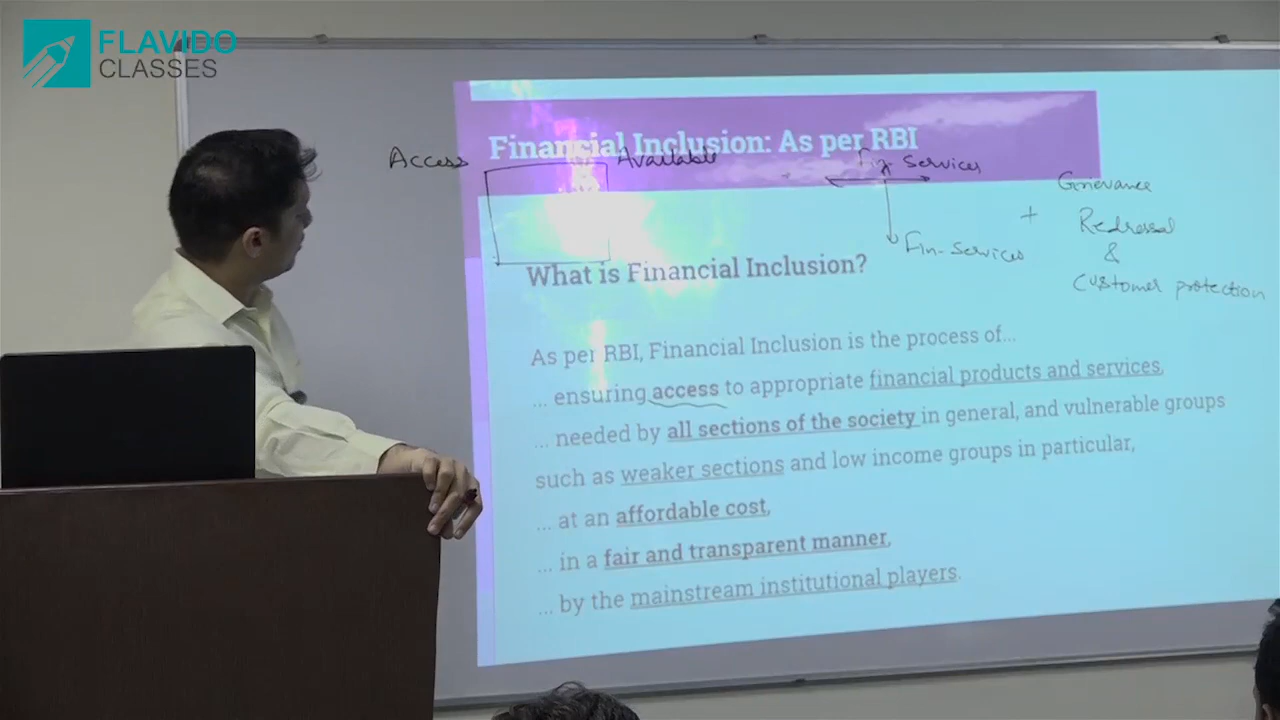 FLAVIDO
CLASSES
Financial Inclusion: As per RBI
Access
Available
Fin. Services
Fin-Services
+
Grievance
Redressal
&
Customer protection
What is Financial Inclusion?
As per RBI, Financial Inclusion is the process of...
... ensuring access to appropriate financial products and services,
... needed by all sections of the society in general, and vulnerable groups
such as weaker sections and low income groups in particular,
... at an affordable cost,
... in a fair and transparent manner,
... by the mainstream institutional players.